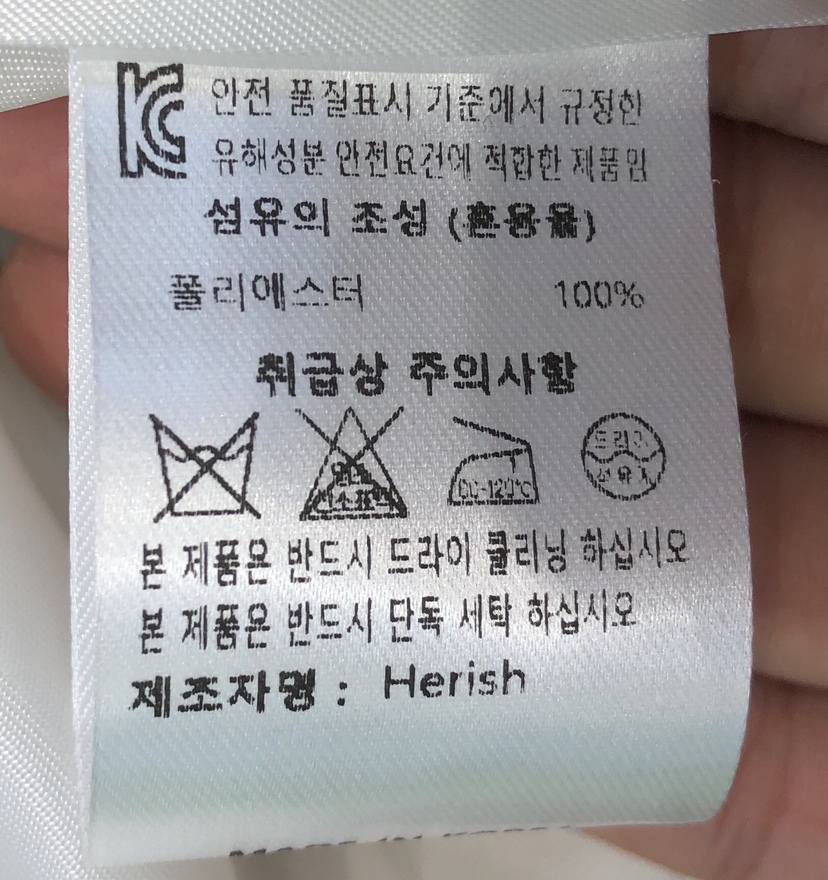 KC 안전 품질표시 기준에서 규정한
유해성분 안전요건에 적합한 제품임
섬유의 조성 (혼용율)
폴리에스터 100%
취급상 주의사항
염소표백 80-120℃ 드라이
석유계
본 제품은 반드시 드라이 클리닝 하십시오
본 제품은 반드시 단독 세탁 하십시오
제조자명 : Herish